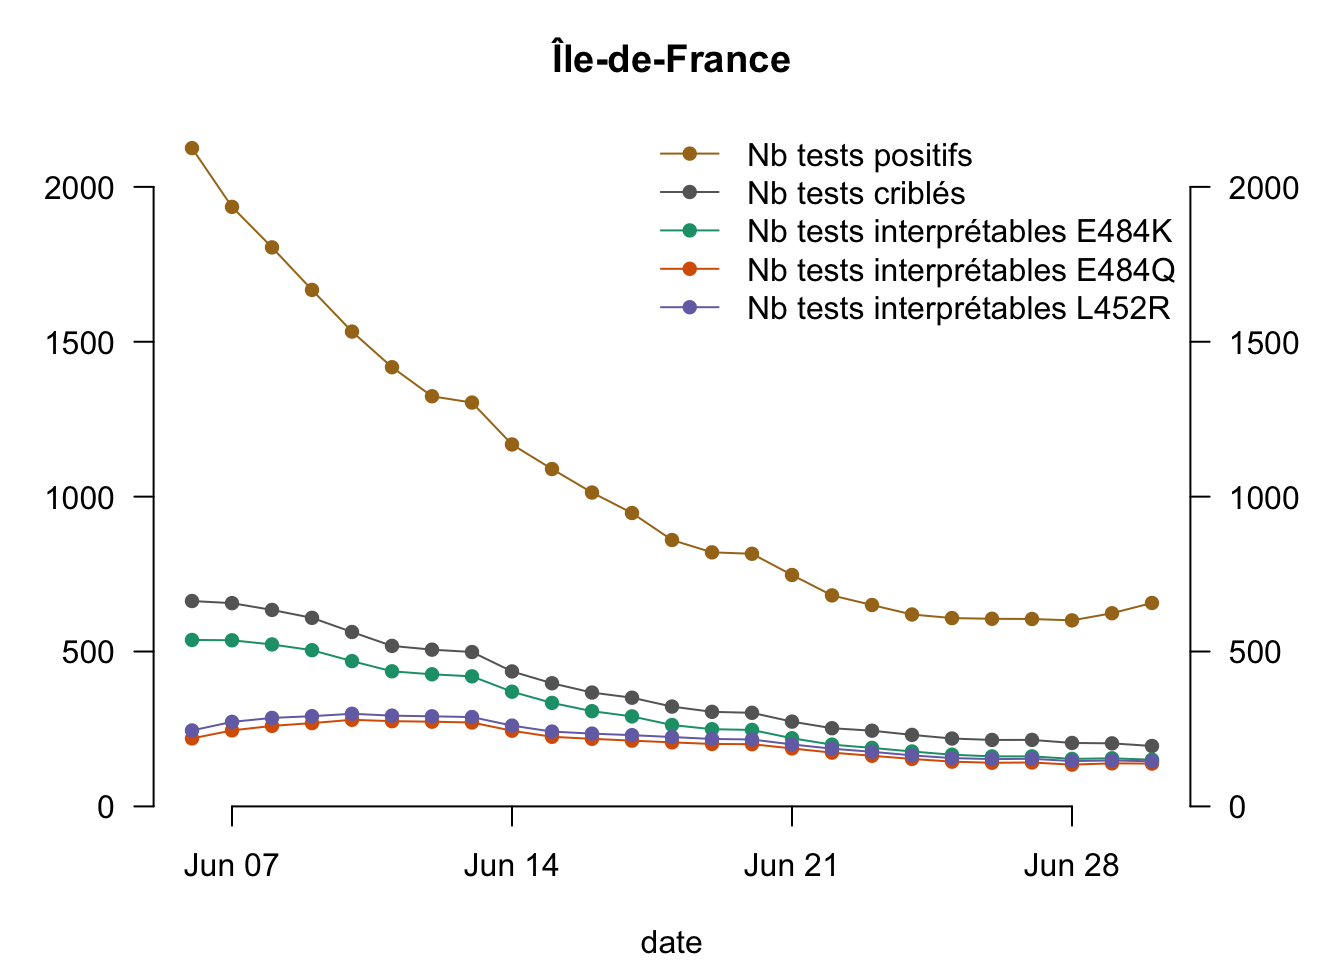 Île-de-France
Nb tests positifs
Nb tests criblés
Nb tests interprétables E484K
Nb tests interprétables E484Q
Nb tests interprétables L452R
2000
1500
1000
500
0
2000
1500
1000
500
0
Jun 07
Jun 14
Jun 21
Jun 28
date